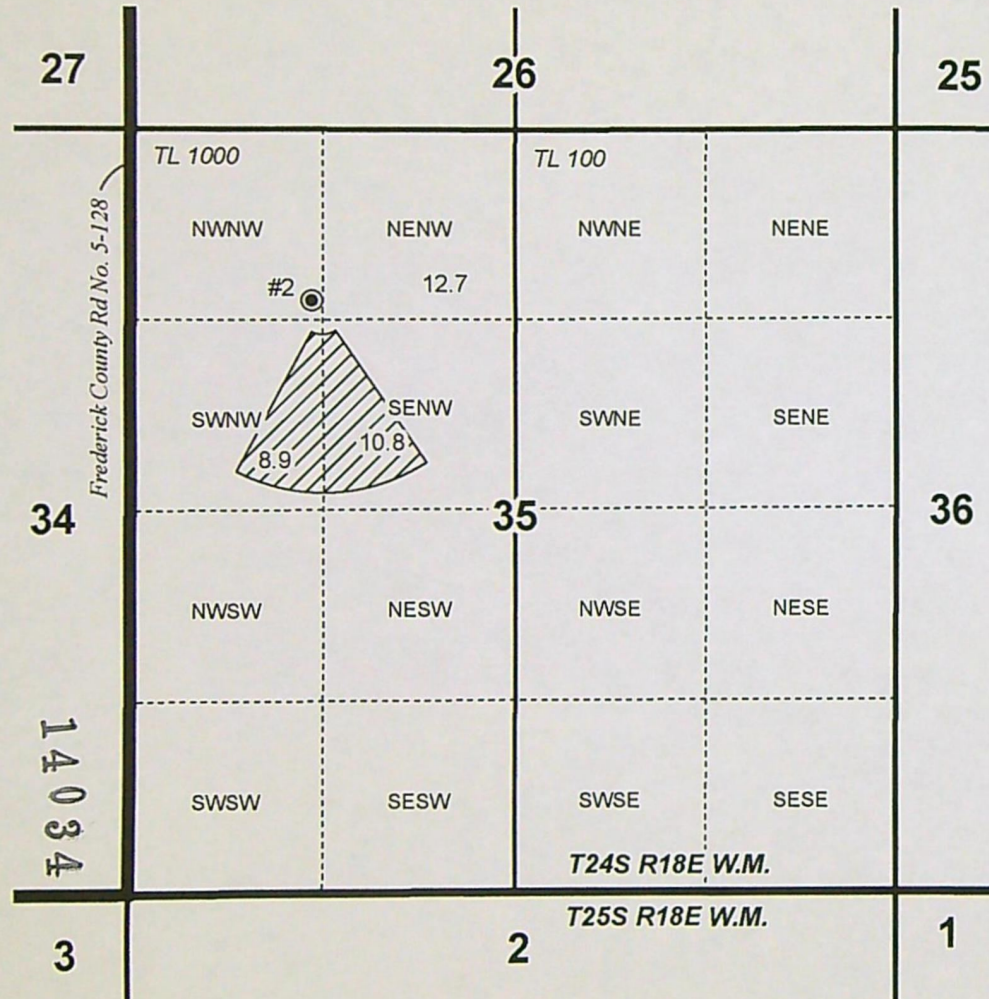 27
26
25
TL 1000
TL 100
NWNW
NENW
NWNE
NENE
#2
12.7
Frederick County Rd No. 5-128
SWNW
SENW
SWNE
SENE
8.9
10.8
34
35
36
NWSW
NESW
NWSE
NESE
14034
SWSW
SESW
SWSE
SESE
T24S R18E W.M.
T25S R18E W.M.
3
2
1